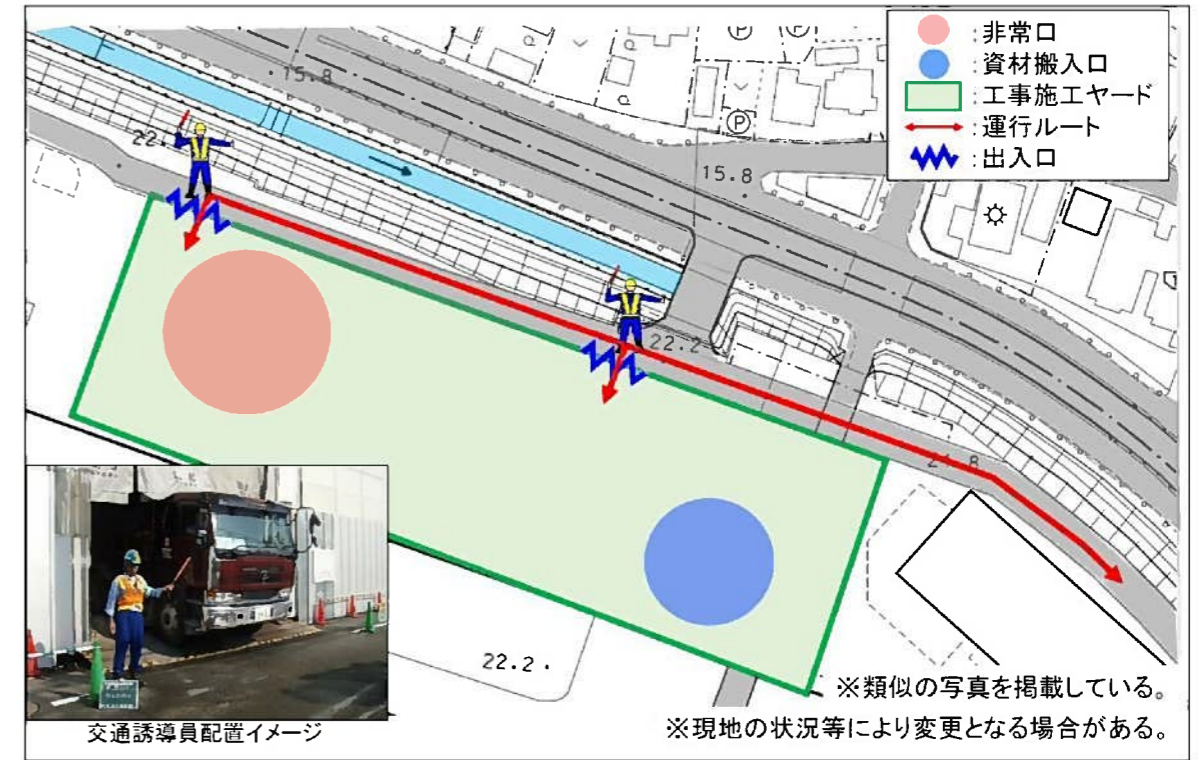 :非常口
:資材搬入口
:工事施工ヤード
:運行ルート
:出入口
15.8
15.8
22.
22.2
21.8
22.2
P
P
P
交通誘導員配置イメージ
※類似の写真を掲載している。
※現地の状況等により変更となる場合がある。